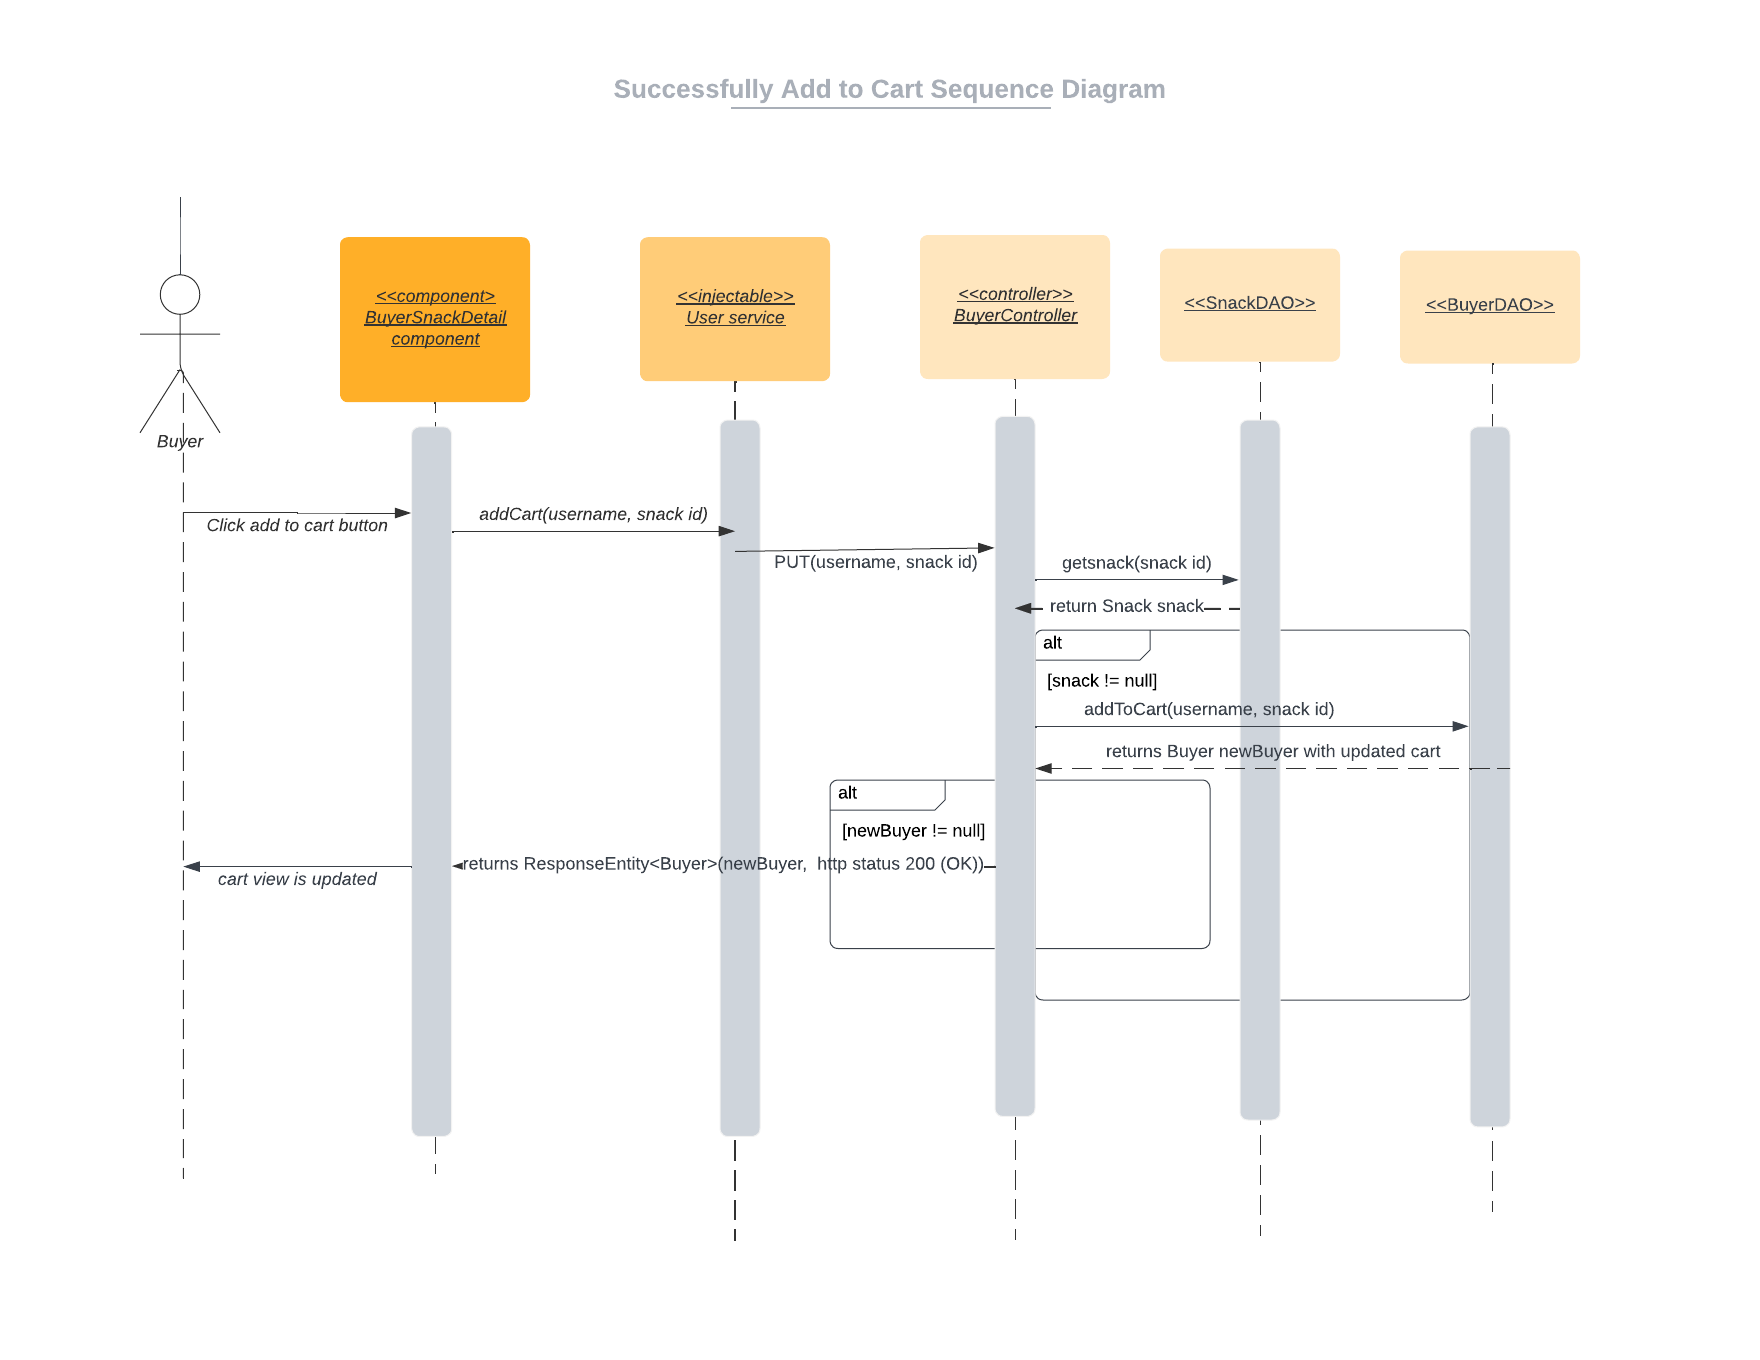 Successfully Add to Cart Sequence Diagram
<<component>
BuyerSnackDetail
component
<<injectable>>
User service
<<controller>>
BuyerController
<<SnackDAO>>
<<BuyerDAO>>
Buyer
Click add to cart button
addCart(username, snack id)
PUT(username, snack id)
getsnack(snack id)
return Snack snack
alt
[snack != null]
addToCart(username, snack id)
returns Buyer newBuyer with updated cart
alt
[newBuyer != null]
returns ResponseEntity<Buyer>(newBuyer,  http status 200 (OK))
cart view is updated